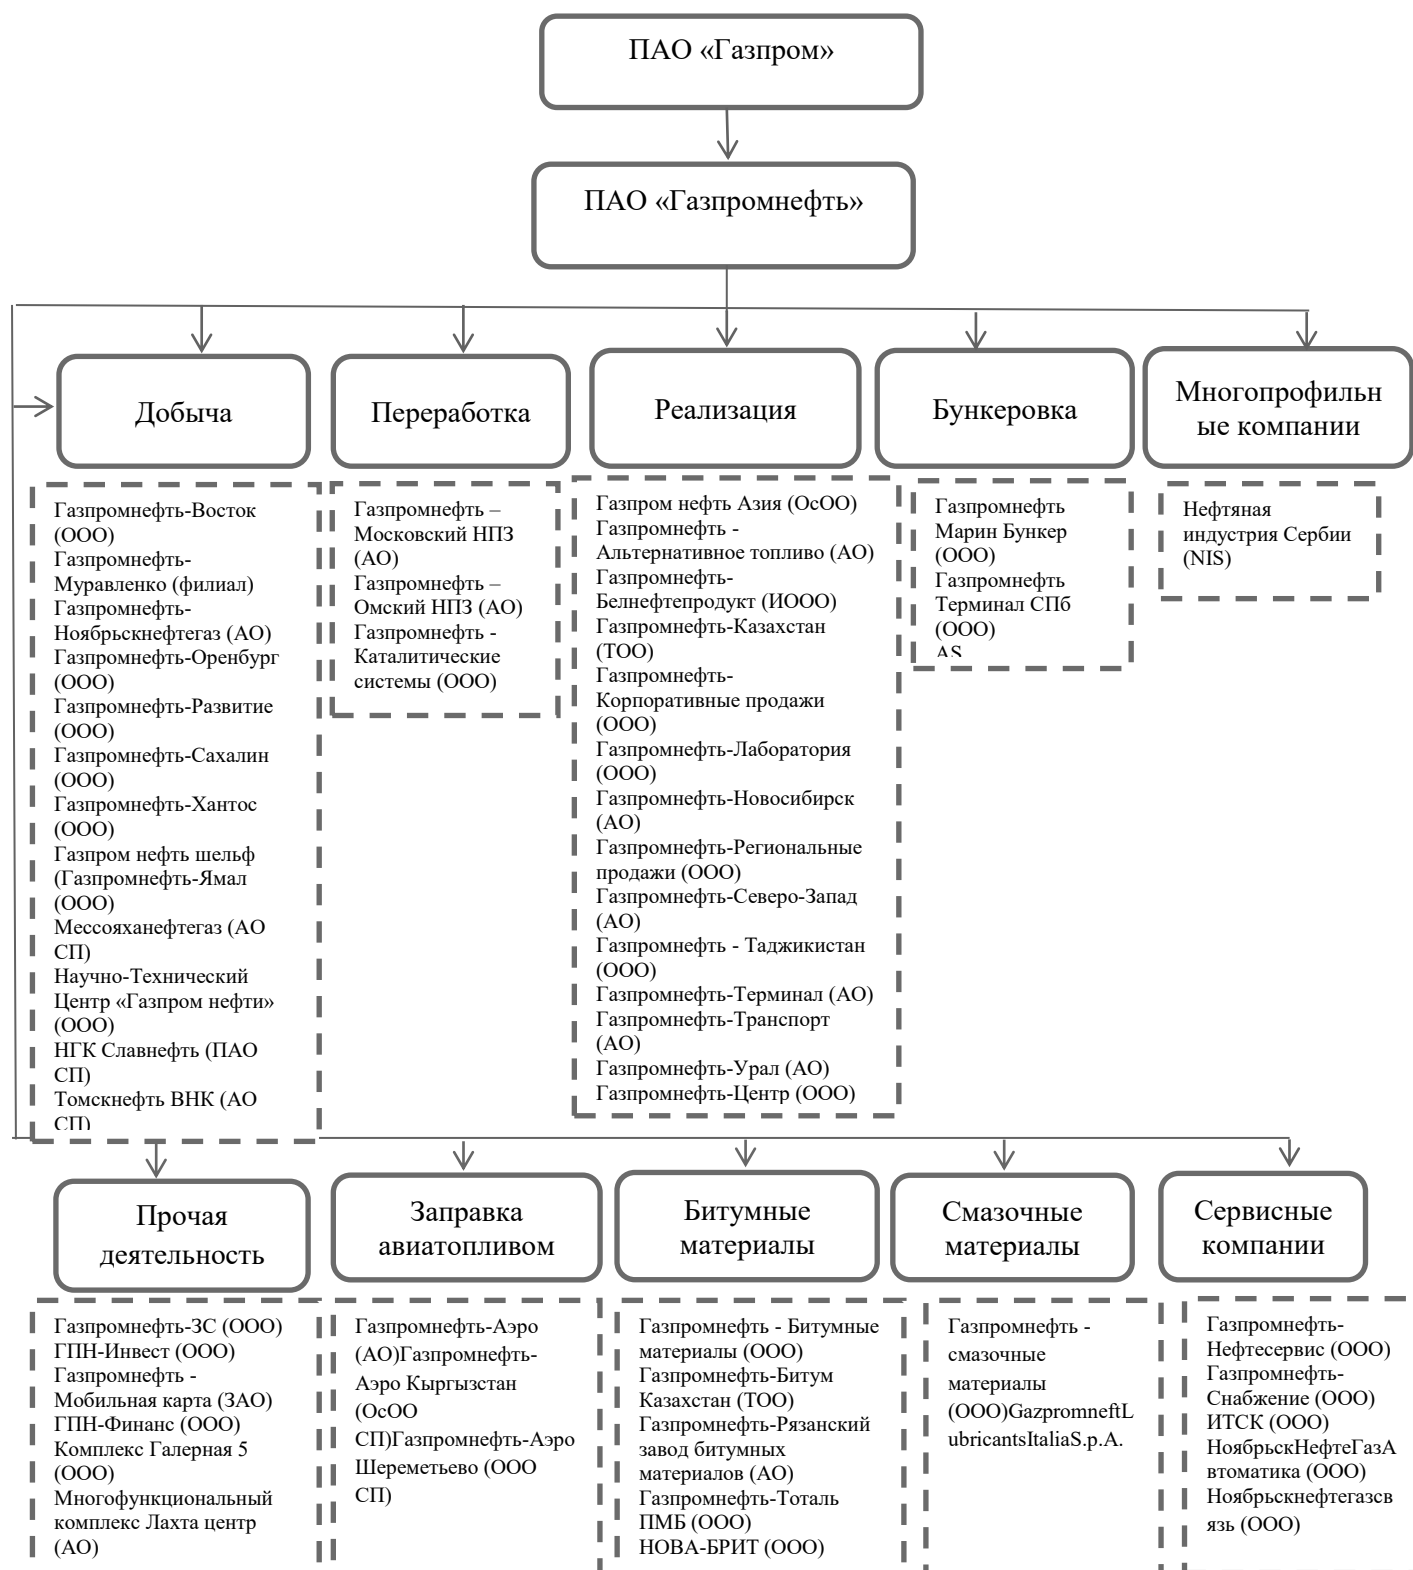 ПАО «Газпром»
ПАО «Газпромнефть»
Добыча
Переработка
Реализация
Бункеровка
Многопрофильн
ые компании
Газпромнефть-Восток
(ООО)
Газпромнефть-
Муравленко (филиал)
Газпромнефть-
Ноябрьскнефтегаз (АО)
Газпромнефть-Оренбург
(ООО)
Газпромнефть-Развитие
(ООО)
Газпромнефть-Сахалин
(ООО)
Газпромнефть-Хантос
(ООО)
Газпром нефть шельф
(Газпромнефть-Ямал
(ООО)
Мессояханефтегаз (АО
СП)
Научно-Технический
Центр «Газпром нефти»
(ООО)
НГК Славнефть (ПАО
СП)
Томскнефть ВНК (АО
СП)
Газпромнефть –
Московский НПЗ
(АО)
Газпромнефть –
Омский НПЗ (АО)
Газпромнефть -
Каталитические
системы (ООО)
Газпром нефть Азия (ОсОО)
Газпромнефть -
Альтернативное топливо (АО)
Газпромнефть-
Белнефтепродукт (ИООО)
Газпромнефть-Казахстан
(ТОО)
Газпромнефть-
Корпоративные продажи
(ООО)
Газпромнефть-Лаборатория
(ООО)
Газпромнефть-Новосибирск
(АО)
Газпромнефть-Региональные
продажи (ООО)
Газпромнефть-Северо-Запад
(АО)
Газпромнефть - Таджикистан
(ООО)
Газпромнефть-Терминал (АО)
Газпромнефть-Транспорт
(АО)
Газпромнефть-Урал (АО)
Газпромнефть-Центр (ООО)
Газпромнефть
Марин Бункер
(ООО)
Газпромнефть
Терминал СПб
(ООО)
AS
Нефтяная
индустрия Сербии
(NIS)
Прочая
деятельность
Заправка
авиатопливом
Битумные
материалы
Смазочные
материалы
Сервисные
компании
Газпромнефть-ЗС (ООО)
ГПН-Инвест (ООО)
Газпромнефть -
Мобильная карта (ЗАО)
ГПН-Финанс (ООО)
Комплекс Галерная 5
(ООО)
Многофункциональный
комплекс Лахта центр
(АО)
Газпромнефть-Аэро
(АО)Газпромнефть-
Аэро Кыргызстан
(ОсОО
СП)Газпромнефть-Аэро
Шереметьево (ООО
СП)
Газпромнефть - Битумные
материалы (ООО)
Газпромнефть-Битум
Казахстан (ТОО)
Газпромнефть-Рязанский
завод битумных
материалов (АО)
Газпромнефть-Тоталь
ПМБ (ООО)
НОВА-БРИТ (ООО)
Газпромнефть -
смазочные
материалы
(ООО)GazpromneftL
ubricantsItaliaS.p.A.
Газпромнефть-
Нефтесервис (ООО)
Газпромнефть-
Снабжение (ООО)
ИТСК (ООО)
НоябрьскНефтеГазА
втоматика (ООО)
Ноябрьскнефтегазсв
язь (ООО)